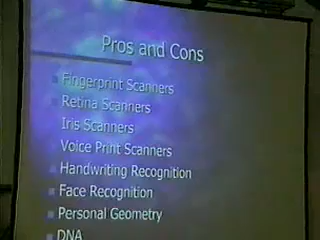 Pros and Cons
Fingerprint Scanners
Retina Scanners
Iris Scanners
Voice Print Scanners
Handwriting Recognition
Face Recognition
Personal Geometry
DNA